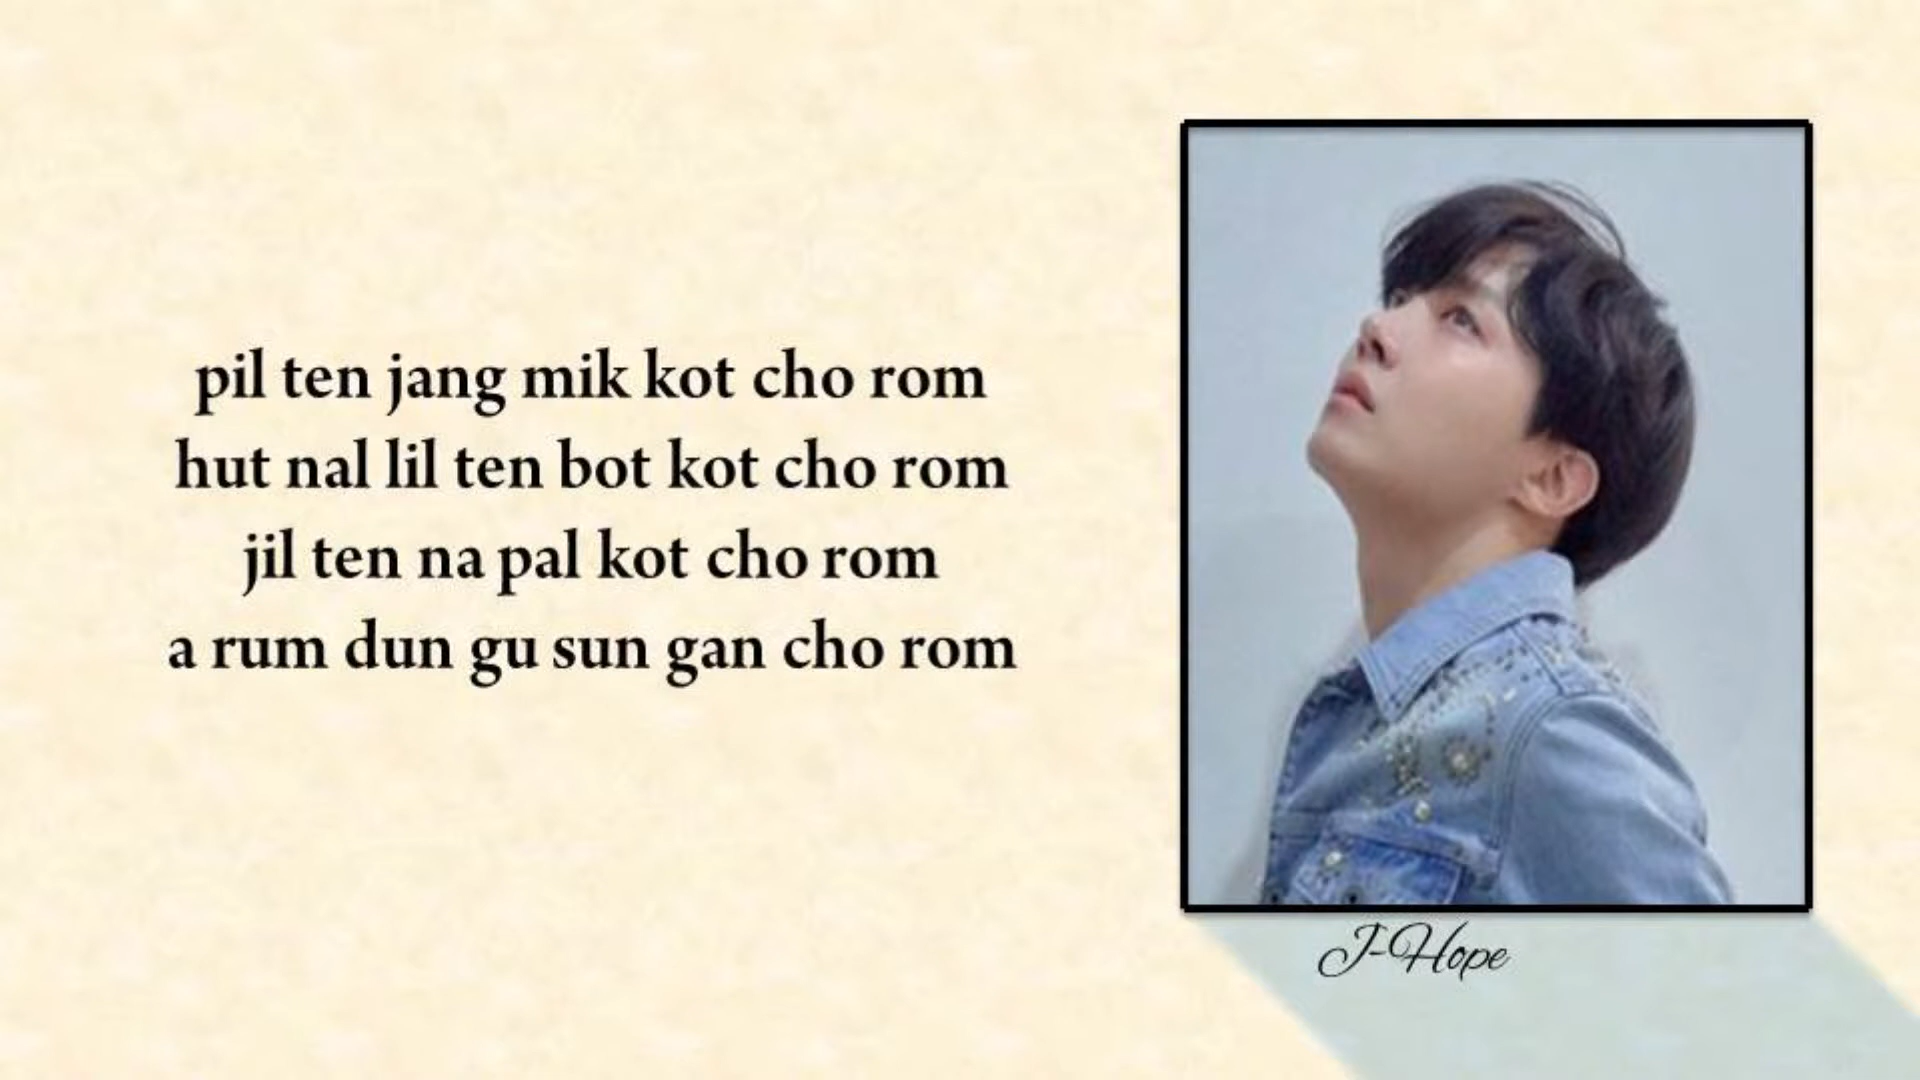 pil ten jang mik kot cho rom
hut nal lil ten bot kot cho rom
jil ten na pal kot cho rom
a rum dun gu sun gan cho rom
J-Hope